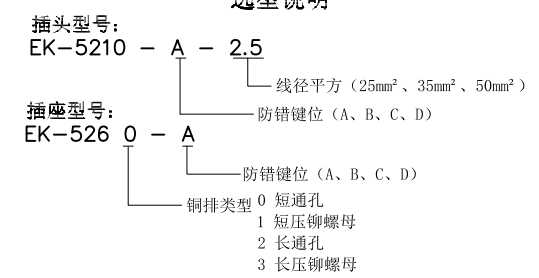 选型说明
插头型号：
EK-5210 - A - 2.5
线径平方（25mm²、35mm²、50mm²）
防错键位（A、B、C、D）
插座型号：
EK-526 0 - A
防错键位（A、B、C、D）
铜排类型 0 短通孔
1 短压铆螺母
2 长通孔
3 长压铆螺母